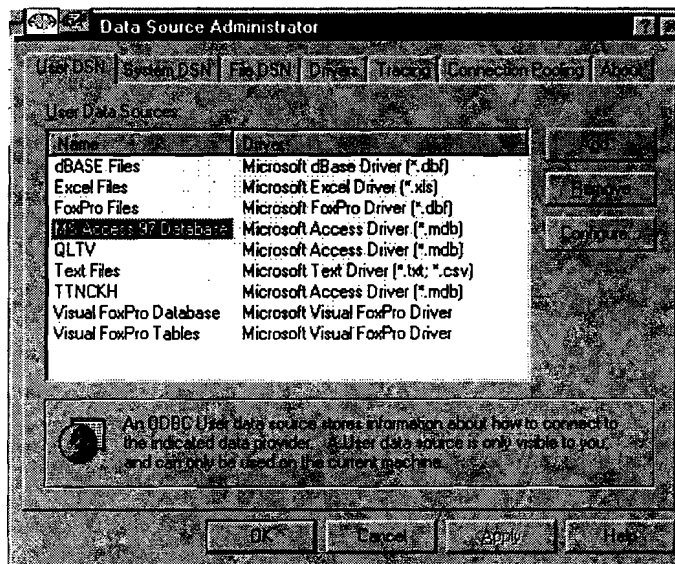 Data Source Administrator
User DSN System DSN File DSN Drivers Tracing Connection Pooling About
User Data Sources:
Name Driver
dBASE Files Microsoft dBase Driver (*.dbf)
Excel Files Microsoft Excel Driver (*.xls)
FoxPro Files Microsoft FoxPro Driver (*.dbf)
MS Access 97 Database Microsoft Access Driver (*.mdb)
QLTV Microsoft Access Driver (*.mdb)
Text Files Microsoft Text Driver (*.txt; *.csv)
TTNCKH Microsoft Access Driver (*.mdb)
Visual FoxPro Database Microsoft Visual FoxPro Driver
Visual FoxPro Tables Microsoft Visual FoxPro Driver
Add...
Remove
Configure...
An ODBC User data source stores information about how to connect to
the indicated data provider. A User data source is only visible to you,
and can only be used on the current machine.
OK Cancel Apply Help